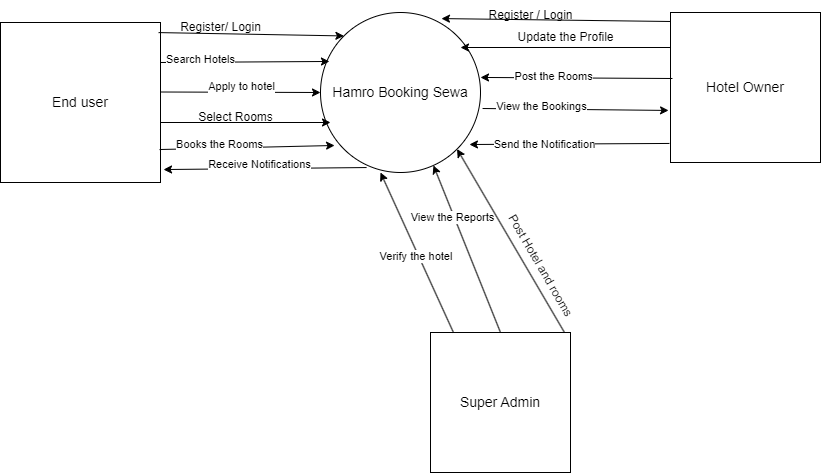 Register/ Login
Search Hotels
Apply to hotel
Select Rooms
Books the Rooms
Receive Notifications
End user
Hamro Booking Sewa
Register / Login
Update the Profile
Post the Rooms
View the Bookings
Send the Notification
Hotel Owner
View the Reports
Verify the hotel
Post Hotel and rooms
Super Admin